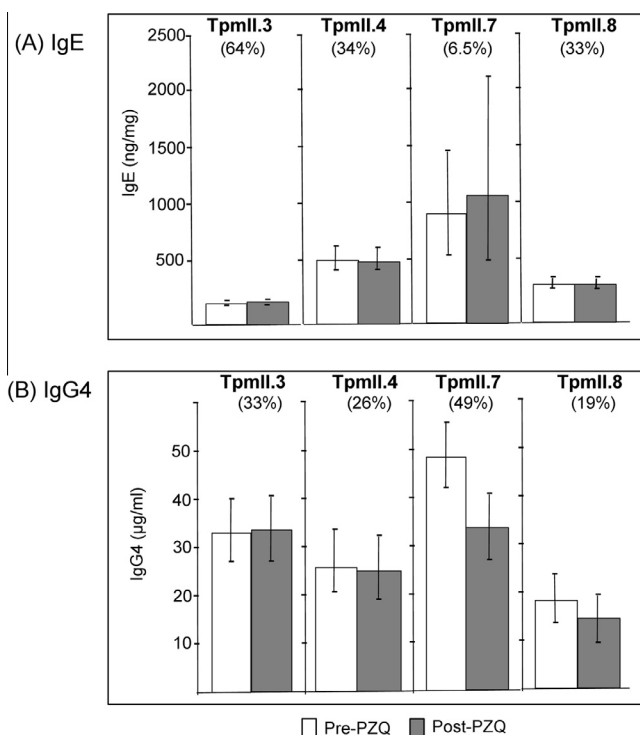 (A) IgE
TpmII.3 TpmII.4 TpmII.7 TpmII.8
(64%) (34%) (6.5%) (33%)
2500
2000
1500
1000
500
IgE (ng/mg)
(B) IgG4
TpmII.3 TpmII.4 TpmII.7 TpmII.8
(33%) (26%) (49%) (19%)
50
40
30
20
10
IgG4 (µg/ml)
Pre-PZQ Post-PZQ